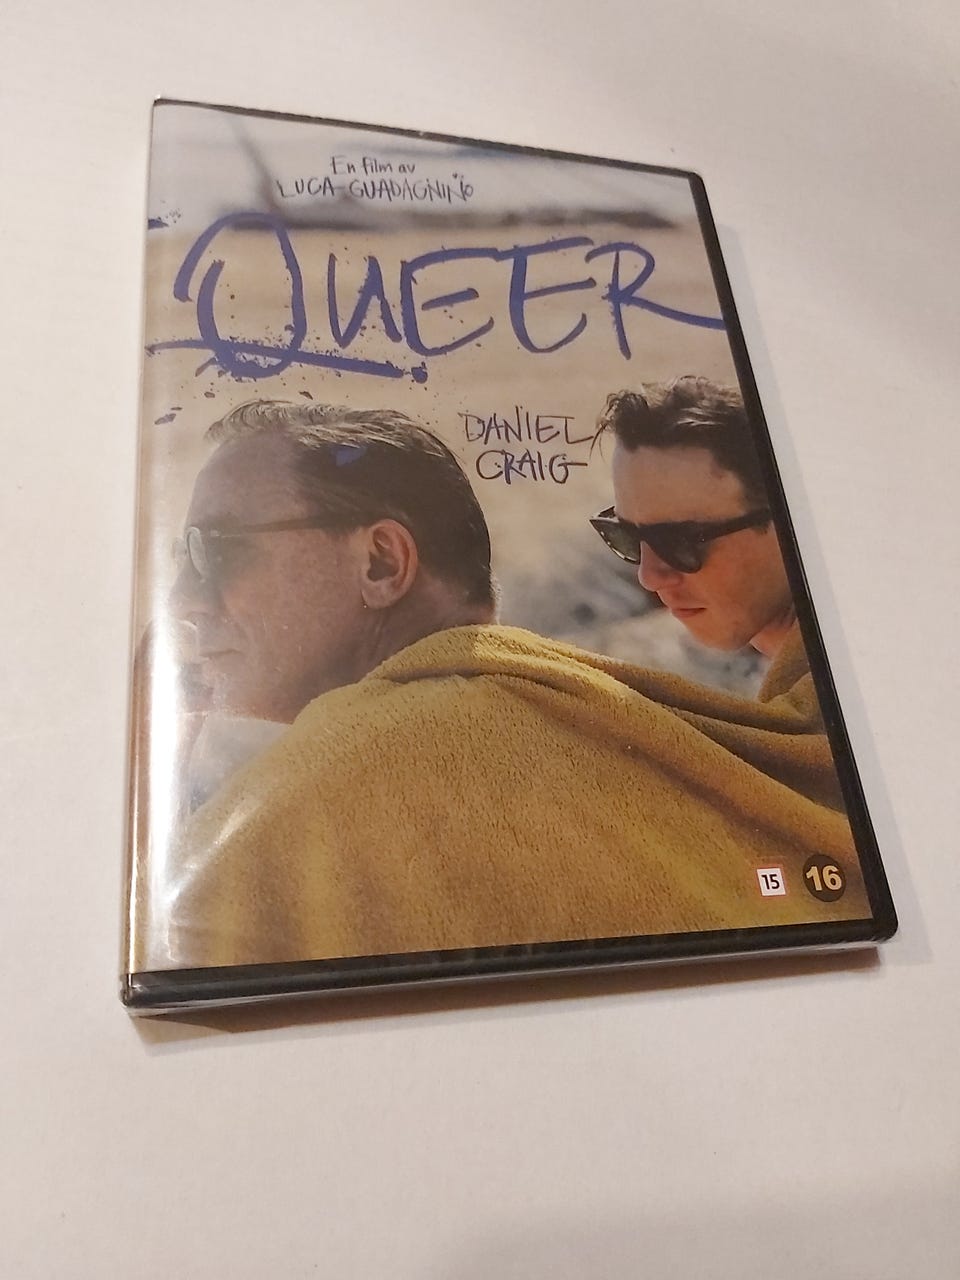 En film av
LUCA GUADAGNINO
QUEER
DANIEL
CRAIG
15
16